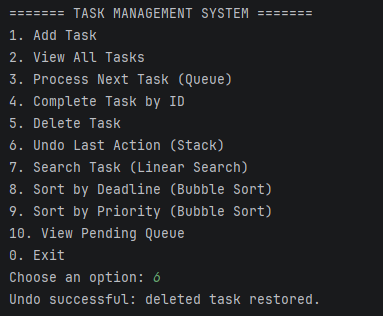 ======= TASK MANAGEMENT SYSTEM =======
1. Add Task
2. View All Tasks
3. Process Next Task (Queue)
4. Complete Task by ID
5. Delete Task
6. Undo Last Action (Stack)
7. Search Task (Linear Search)
8. Sort by Deadline (Bubble Sort)
9. Sort by Priority (Bubble Sort)
10. View Pending Queue
0. Exit
Choose an option: 6
Undo successful: deleted task restored.